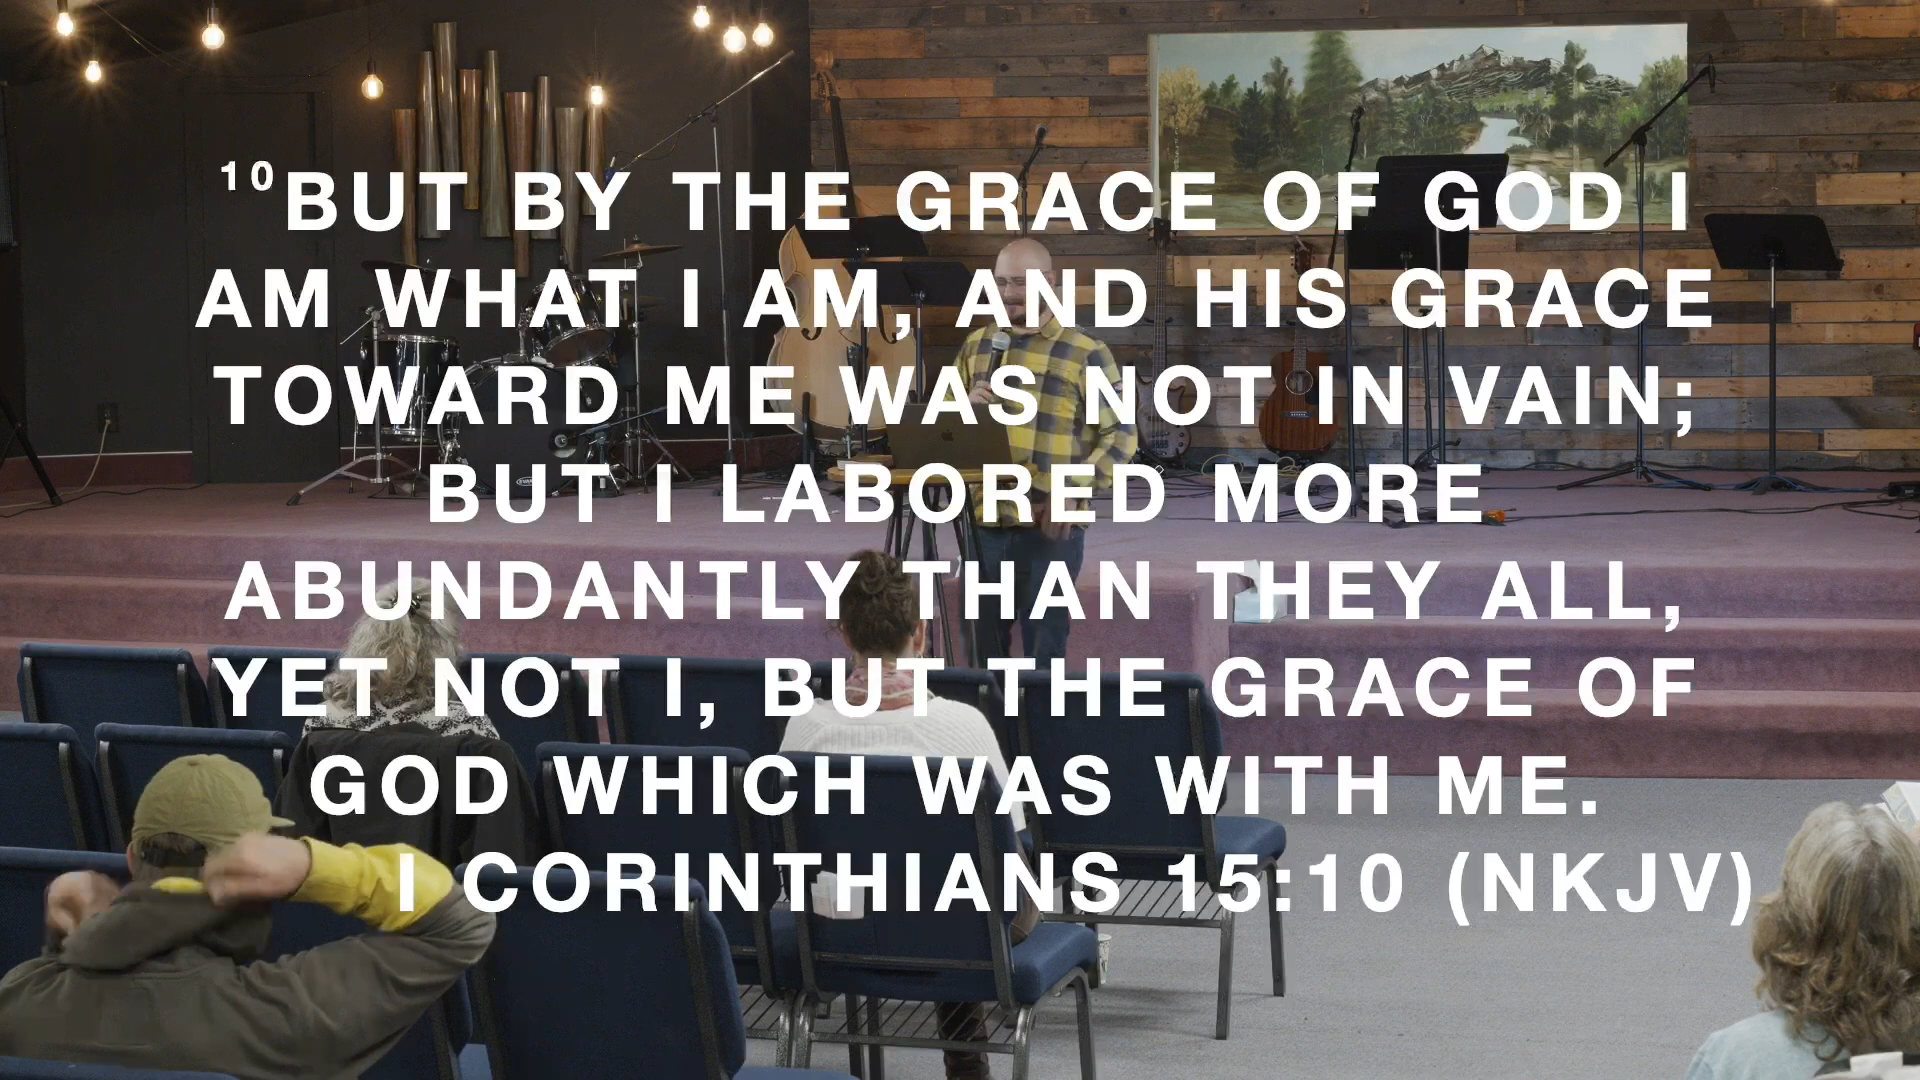 ¹⁰BUT BY THE GRACE OF GOD I
AM WHAT I AM, AND HIS GRACE
TOWARD ME WAS NOT IN VAIN;
BUT I LABORED MORE
ABUNDANTLY THAN THEY ALL,
YET NOT I, BUT THE GRACE OF
GOD WHICH WAS WITH ME.
I CORINTHIANS 15:10 (NKJV)